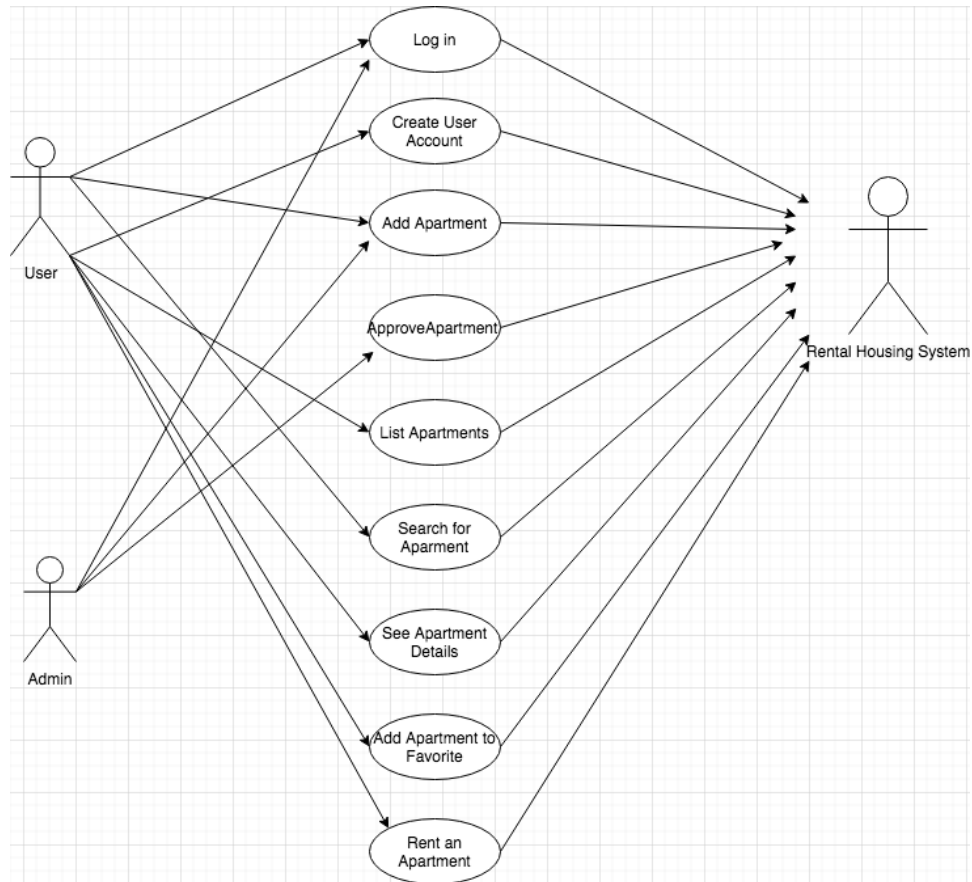 Log in
Create User
Account
Add Apartment
User
ApproveApartment
Rental Housing System
List Apartments
Search for
Aparment
See Apartment
Details
Admin
Add Apartment to
Favorite
Rent an
Apartment